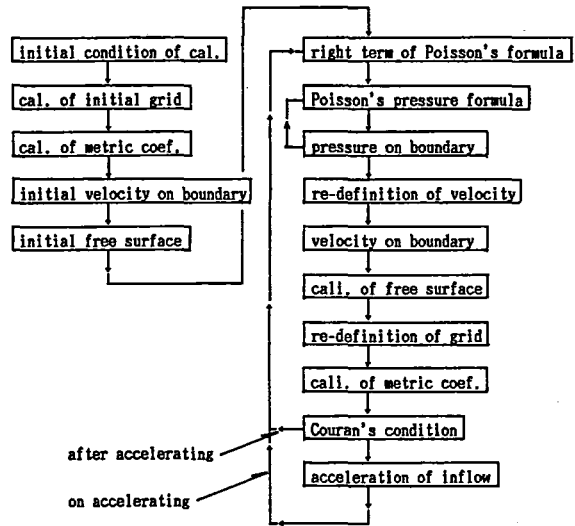 initial condition of cal.
cal. of initial grid
cal. of metric coef.
initial velocity on boundary
initial free surface
right term of Poisson's formula
Poisson's pressure formula
pressure on boundary
re-definition of velocity
velocity on boundary
cali. of free surface
re-definition of grid
cali. of metric coef.
Couran's condition
acceleration of inflow
after accelerating
on accelerating